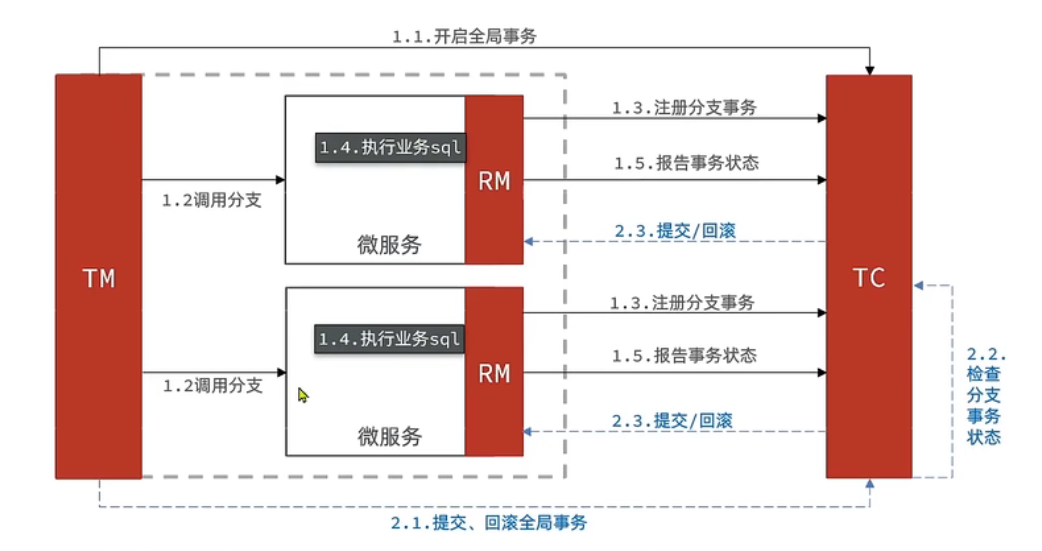 1.1.开启全局事务
1.3.注册分支事务
1.4.执行业务sql
RM
1.5.报告事务状态
1.2调用分支
2.3.提交/回滚
微服务
TM
TC
1.3.注册分支事务
1.4.执行业务sql
1.5.报告事务状态
RM
1.2调用分支
2.3.提交/回滚
微服务
2.2.
检查
分支
事务
状态
2.1.提交、回滚全局事务